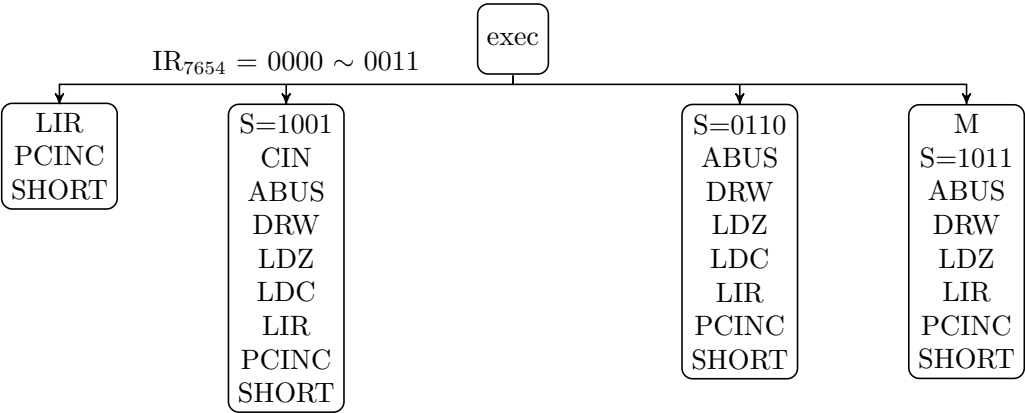 exec
IR₇₆₅₄ = 0000 ∼ 0011
LIR
PCINC
SHORT
S=1001
CIN
ABUS
DRW
LDZ
LDC
LIR
PCINC
SHORT
S=0110
ABUS
DRW
LDZ
LDC
LIR
PCINC
SHORT
M
S=1011
ABUS
DRW
LDZ
LIR
PCINC
SHORT